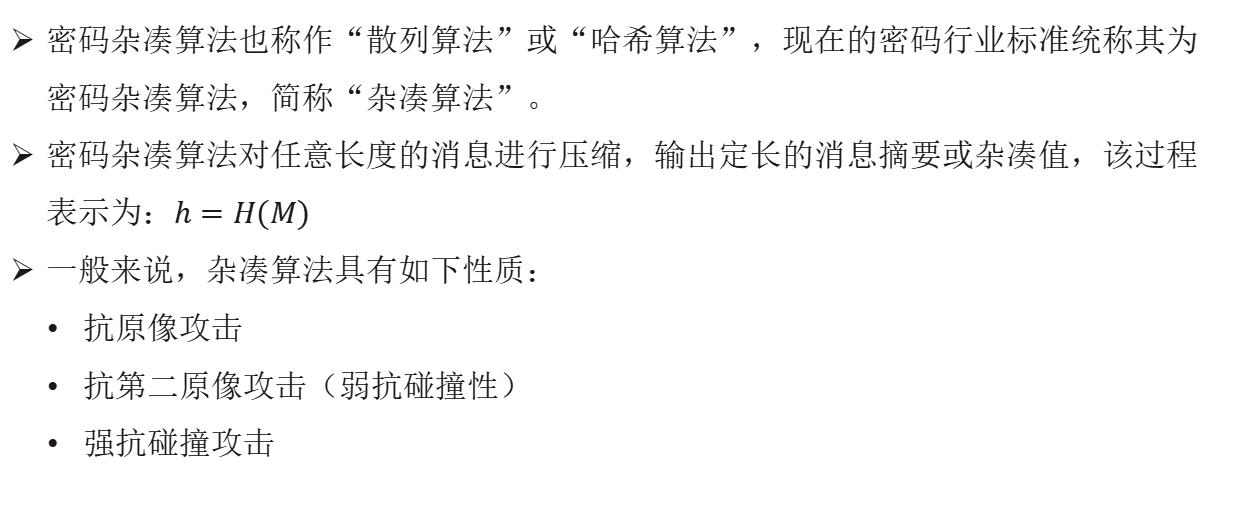 ➢ 密码杂凑算法也称作“散列算法”或“哈希算法”，现在的密码行业标准统称其为
密码杂凑算法，简称“杂凑算法”。
➢ 密码杂凑算法对任意长度的消息进行压缩，输出定长的消息摘要或杂凑值，该过程
表示为：h = H(M)
➢ 一般来说，杂凑算法具有如下性质：
• 抗原像攻击
• 抗第二原像攻击（弱抗碰撞性）
• 强抗碰撞攻击